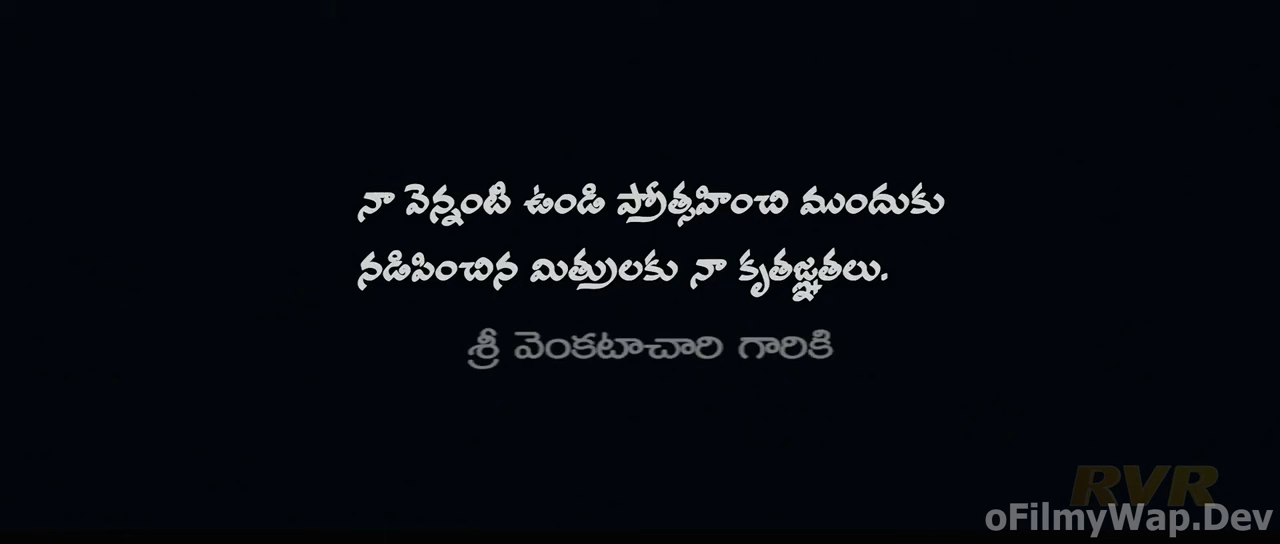 నా వెన్నంటి ఉండి ప్రోత్సహించి ముందుకు
నడిపించిన మిత్రులకు నా కృతజ్ఞతలు.
శ్రీ వెంకటాచారి గారికి
RVR
oFilmyWap.Dev